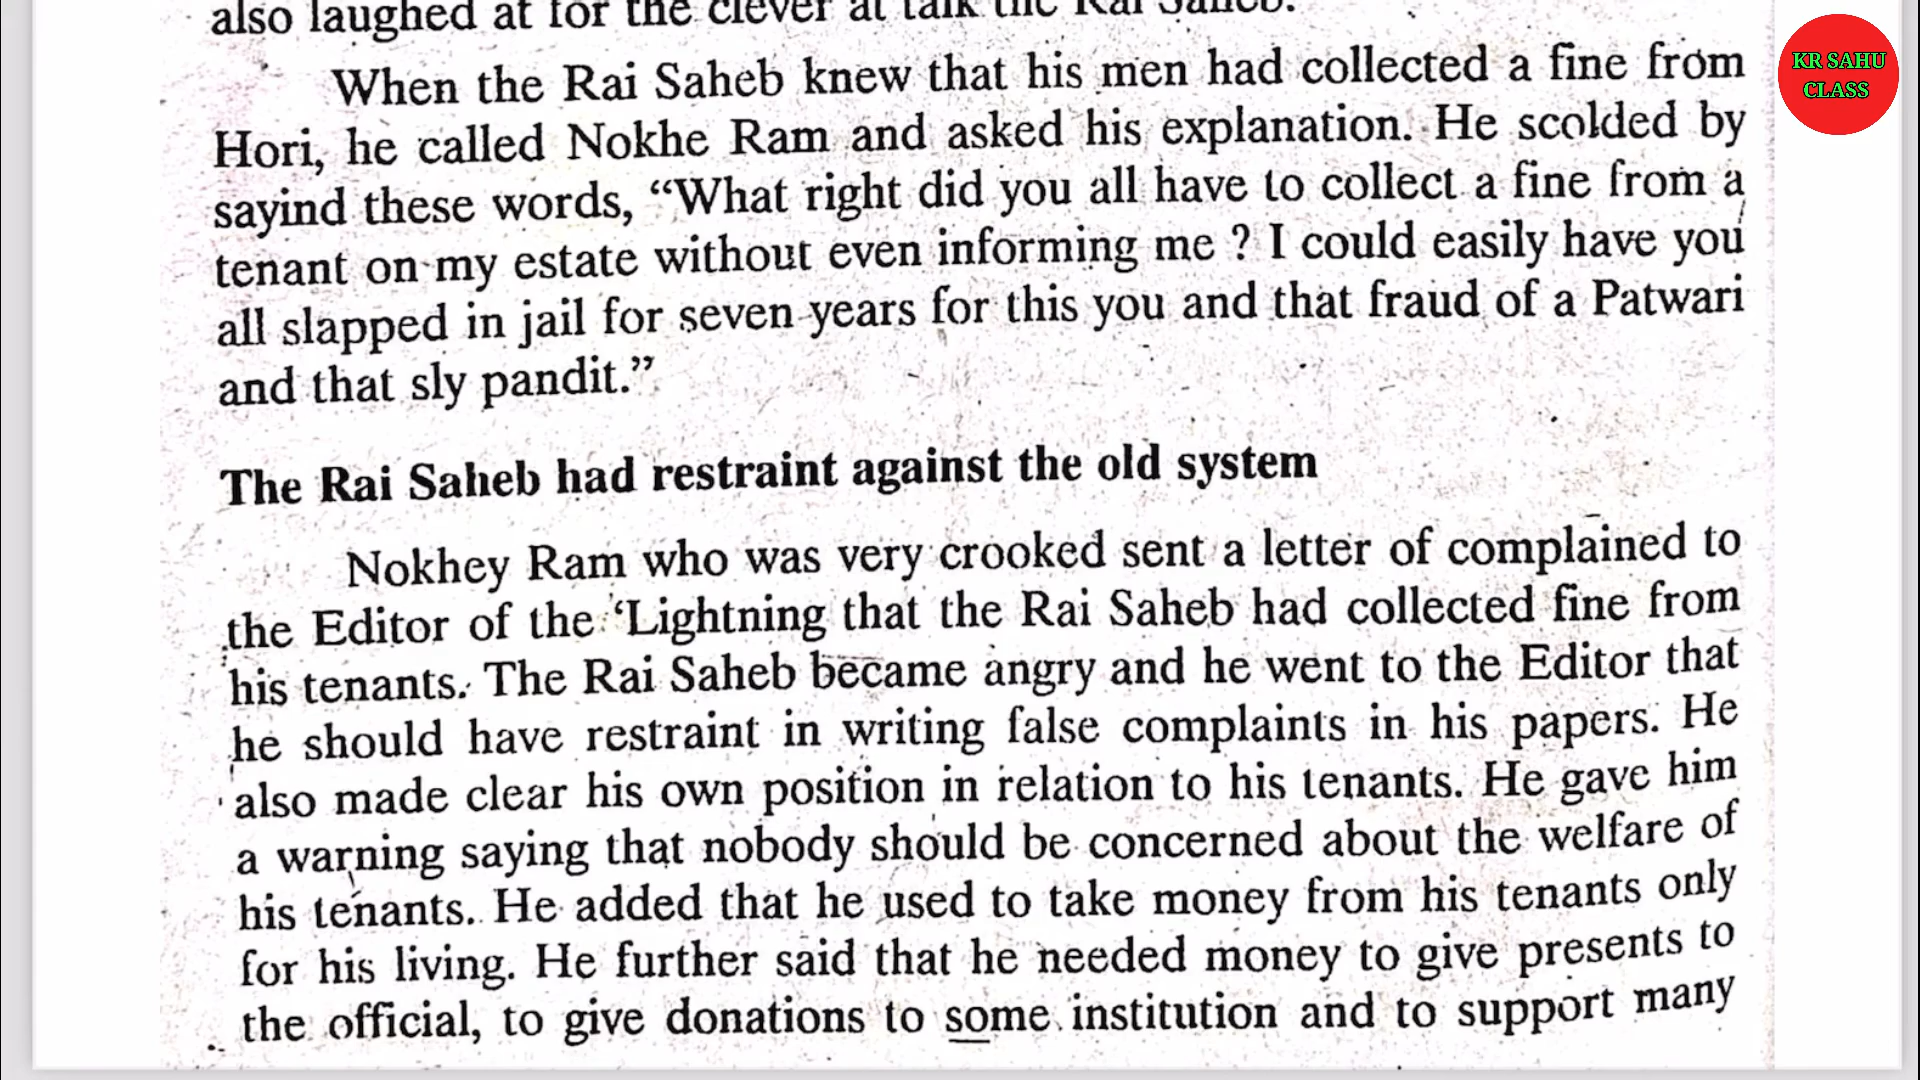 also laughed at for the clever at talk the Rai Saheb.
When the Rai Saheb knew that his men had collected a fine from
Hori, he called Nokhe Ram and asked his explanation. He scolded by
sayind these words, “What right did you all have to collect a fine from a
tenant on my estate without even informing me ? I could easily have you
all slapped in jail for seven years for this you and that fraud of a Patwari
and that sly pandit.”
The Rai Saheb had restraint against the old system
Nokhey Ram who was very crooked sent a letter of complained to
the Editor of the ‘Lightning that the Rai Saheb had collected fine from
his tenants. The Rai Saheb became angry and he went to the Editor that
he should have restraint in writing false complaints in his papers. He
also made clear his own position in relation to his tenants. He gave him
a warning saying that nobody should be concerned about the welfare of
his tenants. He added that he used to take money from his tenants only
for his living. He further said that he needed money to give presents to
the official, to give donations to some institution and to support many
KR SAHU
CLASS